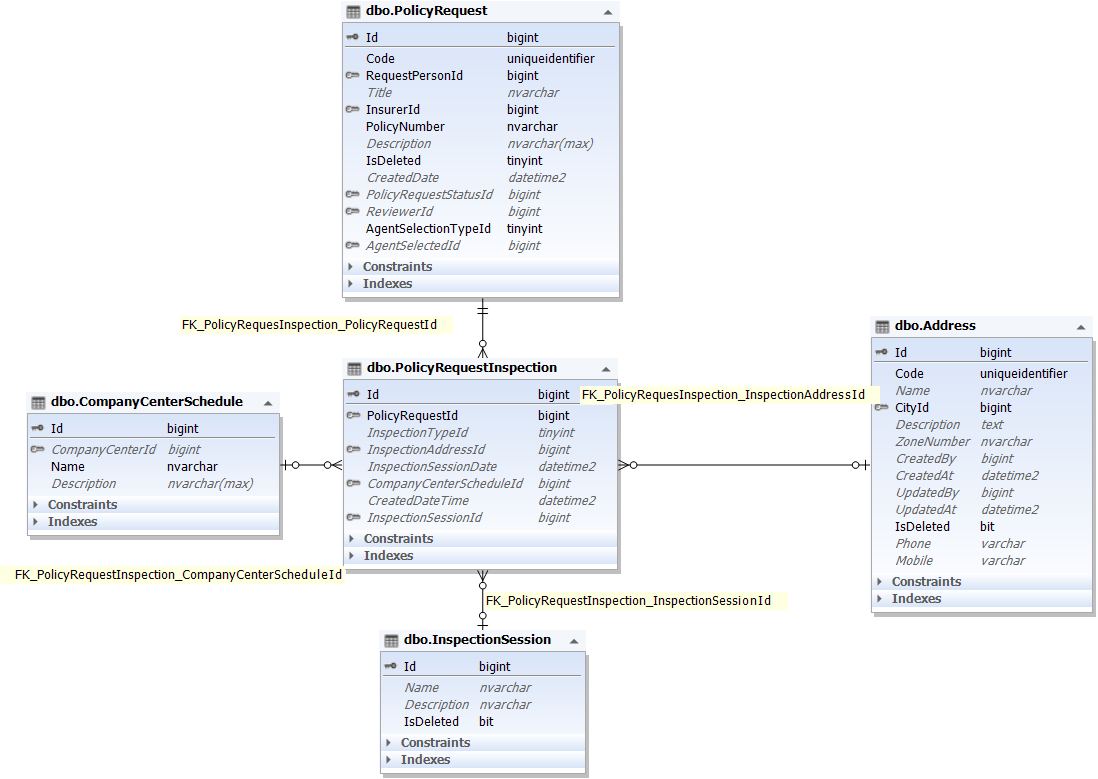 dbo.PolicyRequest
Id bigint
Code uniqueidentifier
RequestPersonId bigint
Title nvarchar
InsurerId bigint
PolicyNumber nvarchar
Description nvarchar(max)
IsDeleted tinyint
CreatedDate datetime2
PolicyRequestStatusId bigint
ReviewerId bigint
AgentSelectionTypeId tinyint
AgentSelectedId bigint
Constraints
Indexes
FK_PolicyRequesInspection_PolicyRequestId
dbo.PolicyRequestInspection
Id bigint
PolicyRequestId bigint
InspectionTypeId tinyint
InspectionAddressId bigint
InspectionSessionDate datetime2
CompanyCenterScheduleId bigint
CreatedDateTime datetime2
InspectionSessionId bigint
Constraints
Indexes
FK_PolicyRequesInspection_InspectionAddressId
dbo.Address
Id bigint
Code uniqueidentifier
Name nvarchar
CityId bigint
Description text
ZoneNumber nvarchar
CreatedBy bigint
CreatedAt datetime2
UpdatedBy bigint
UpdatedAt datetime2
IsDeleted bit
Phone varchar
Mobile varchar
Constraints
Indexes
dbo.CompanyCenterSchedule
Id bigint
CompanyCenterId bigint
Name nvarchar
Description nvarchar(max)
Constraints
Indexes
FK_PolicyRequestInspection_CompanyCenterScheduleId
FK_PolicyRequestInspection_InspectionSessionId
dbo.InspectionSession
Id bigint
Name nvarchar
Description nvarchar
IsDeleted bit
Constraints
Indexes